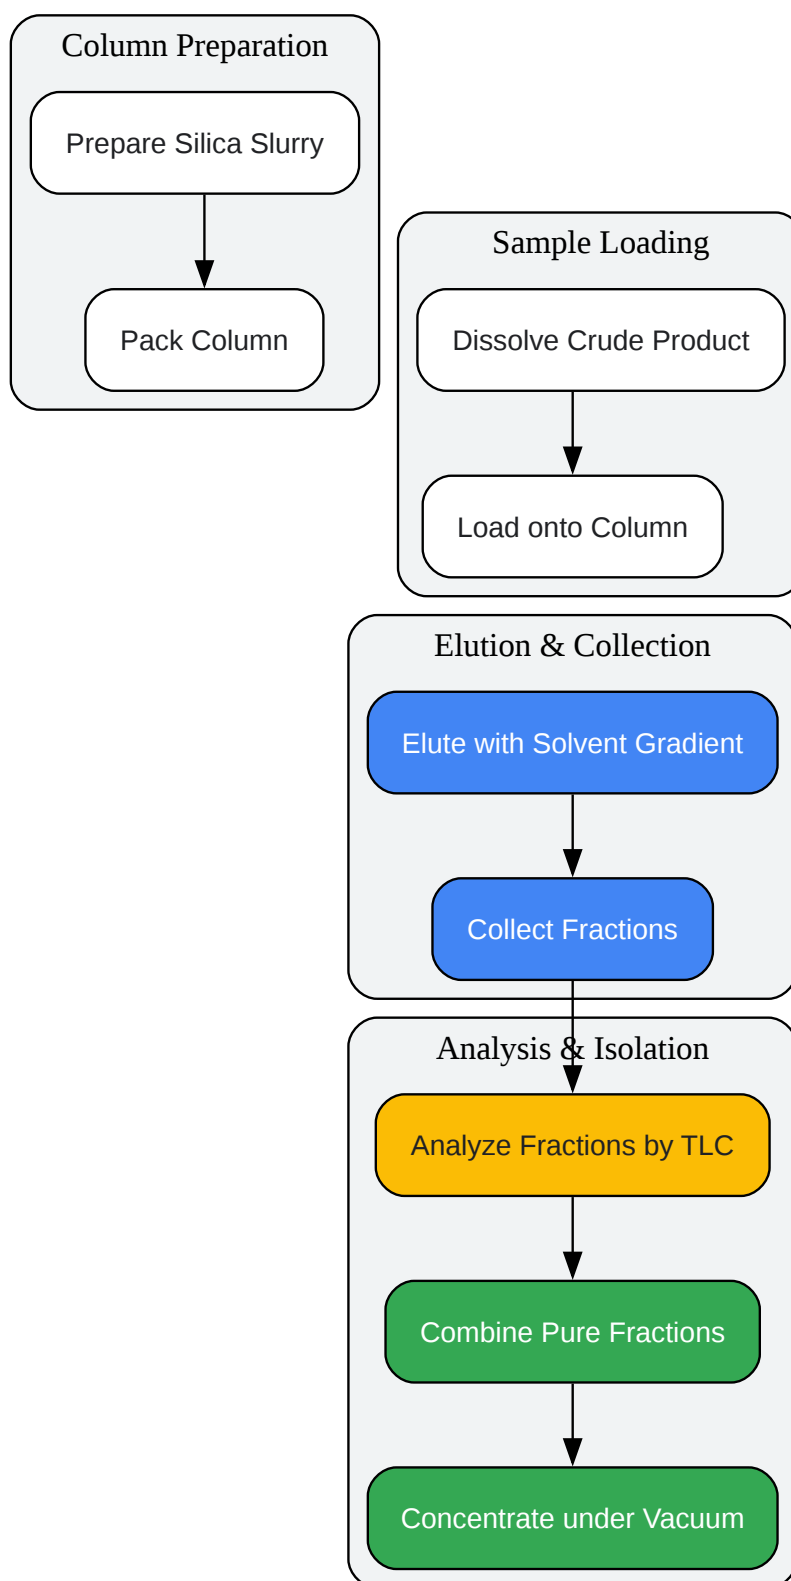 Column Preparation
Prepare Silica Slurry
Pack Column
Sample Loading
Dissolve Crude Product
Load onto Column
Elution & Collection
Elute with Solvent Gradient
Collect Fractions
Analysis & Isolation
Analyze Fractions by TLC
Combine Pure Fractions
Concentrate under Vacuum